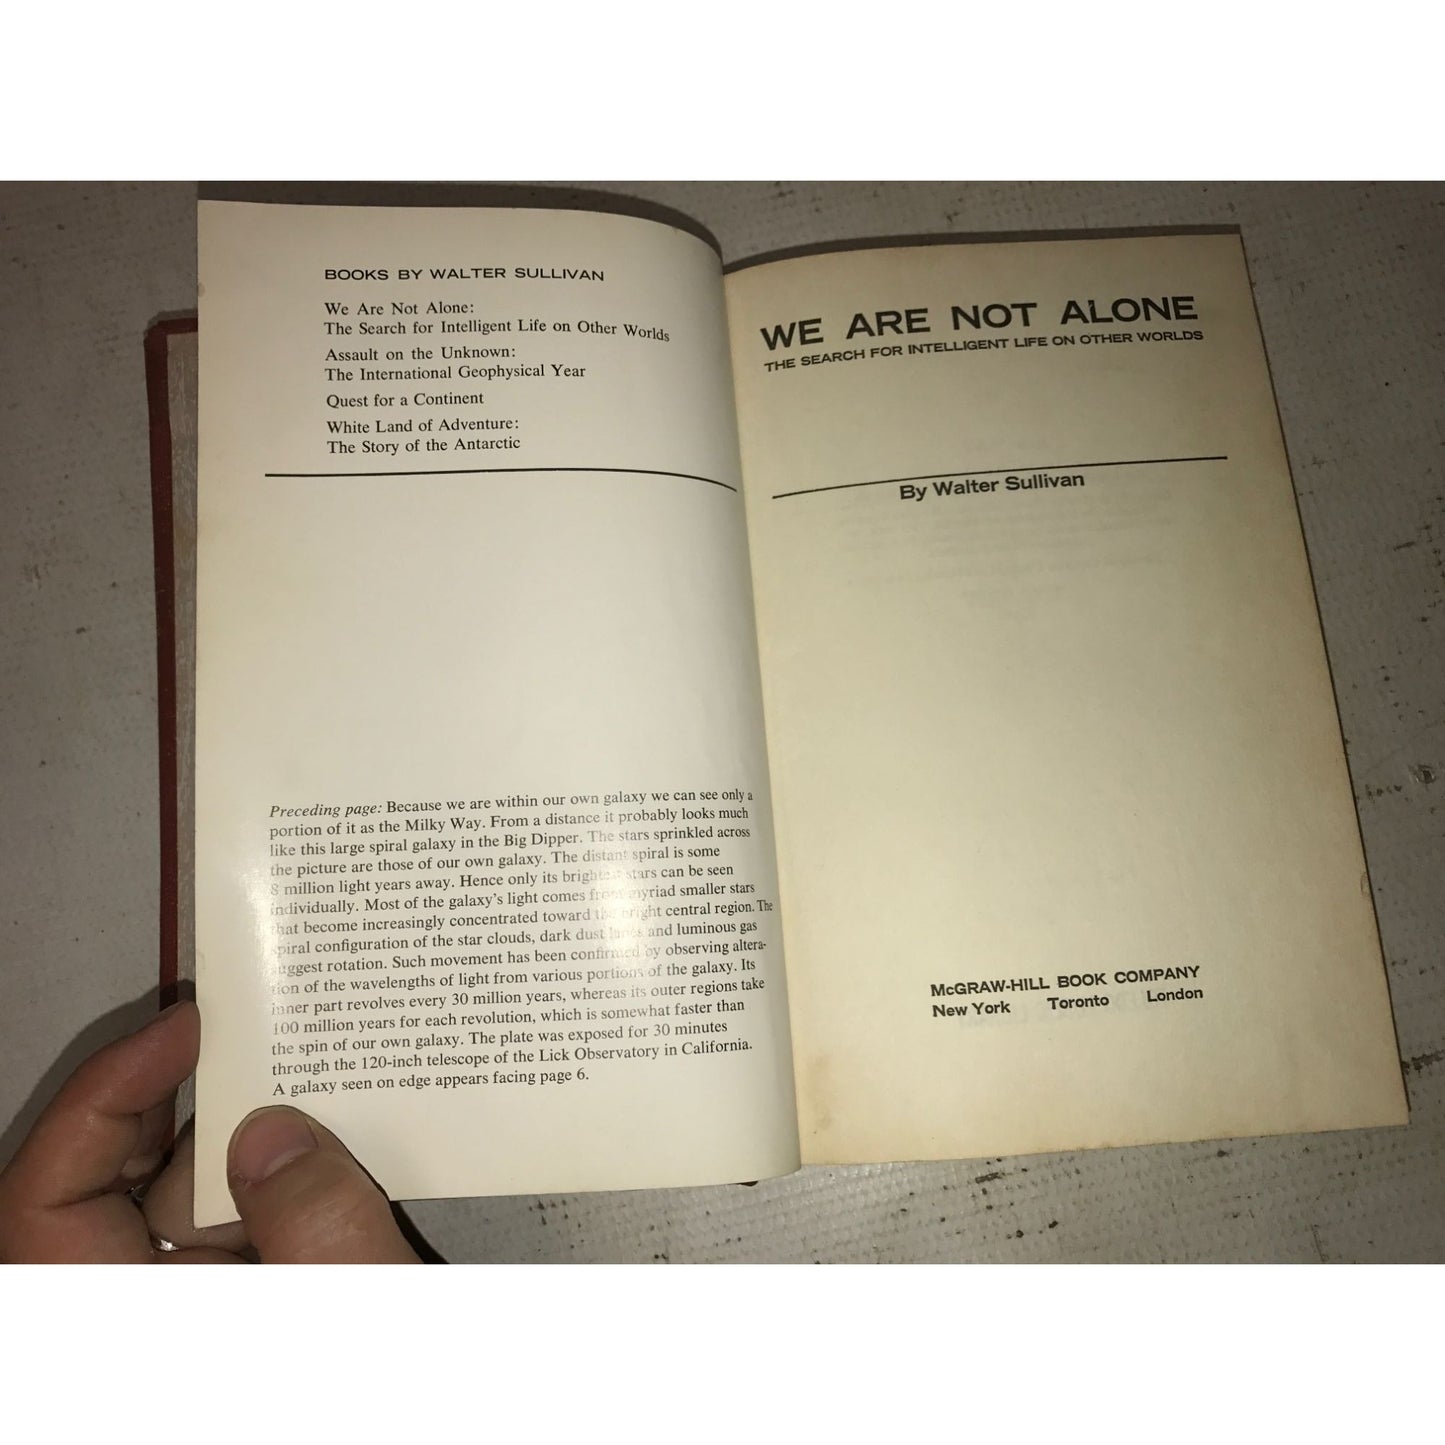 BOOKS BY WALTER SULLIVAN
We Are Not Alone:
The Search for Intelligent Life on Other Worlds
Assault on the Unknown:
The International Geophysical Year
Quest for a Continent
White Land of Adventure:
The Story of the Antarctic
Preceding page: Because we are within our own galaxy we can see only a
portion of it as the Milky Way. From a distance it probably looks much
like this large spiral galaxy in the Big Dipper. The stars sprinkled across
the picture are those of our own galaxy. The distant spiral is some
8 million light years away. Hence only its brightest stars can be seen
individually. Most of the galaxy's light comes from myriad smaller stars
that become increasingly concentrated toward the bright central region. The
spiral configuration of the star clouds, dark dust lanes and luminous gas
suggest rotation. Such movement has been confirmed by observing altera-
tion of the wavelengths of light from various portions of the galaxy. Its
inner part revolves every 30 million years, whereas its outer regions take
100 million years for each revolution, which is somewhat faster than
the spin of our own galaxy. The plate was exposed for 30 minutes
through the 120-inch telescope of the Lick Observatory in California.
A galaxy seen on edge appears facing page 6.
WE ARE NOT ALONE
THE SEARCH FOR INTELLIGENT LIFE ON OTHER WORLDS
By Walter Sullivan
McGRAW-HILL BOOK COMPANY
New York Toronto London